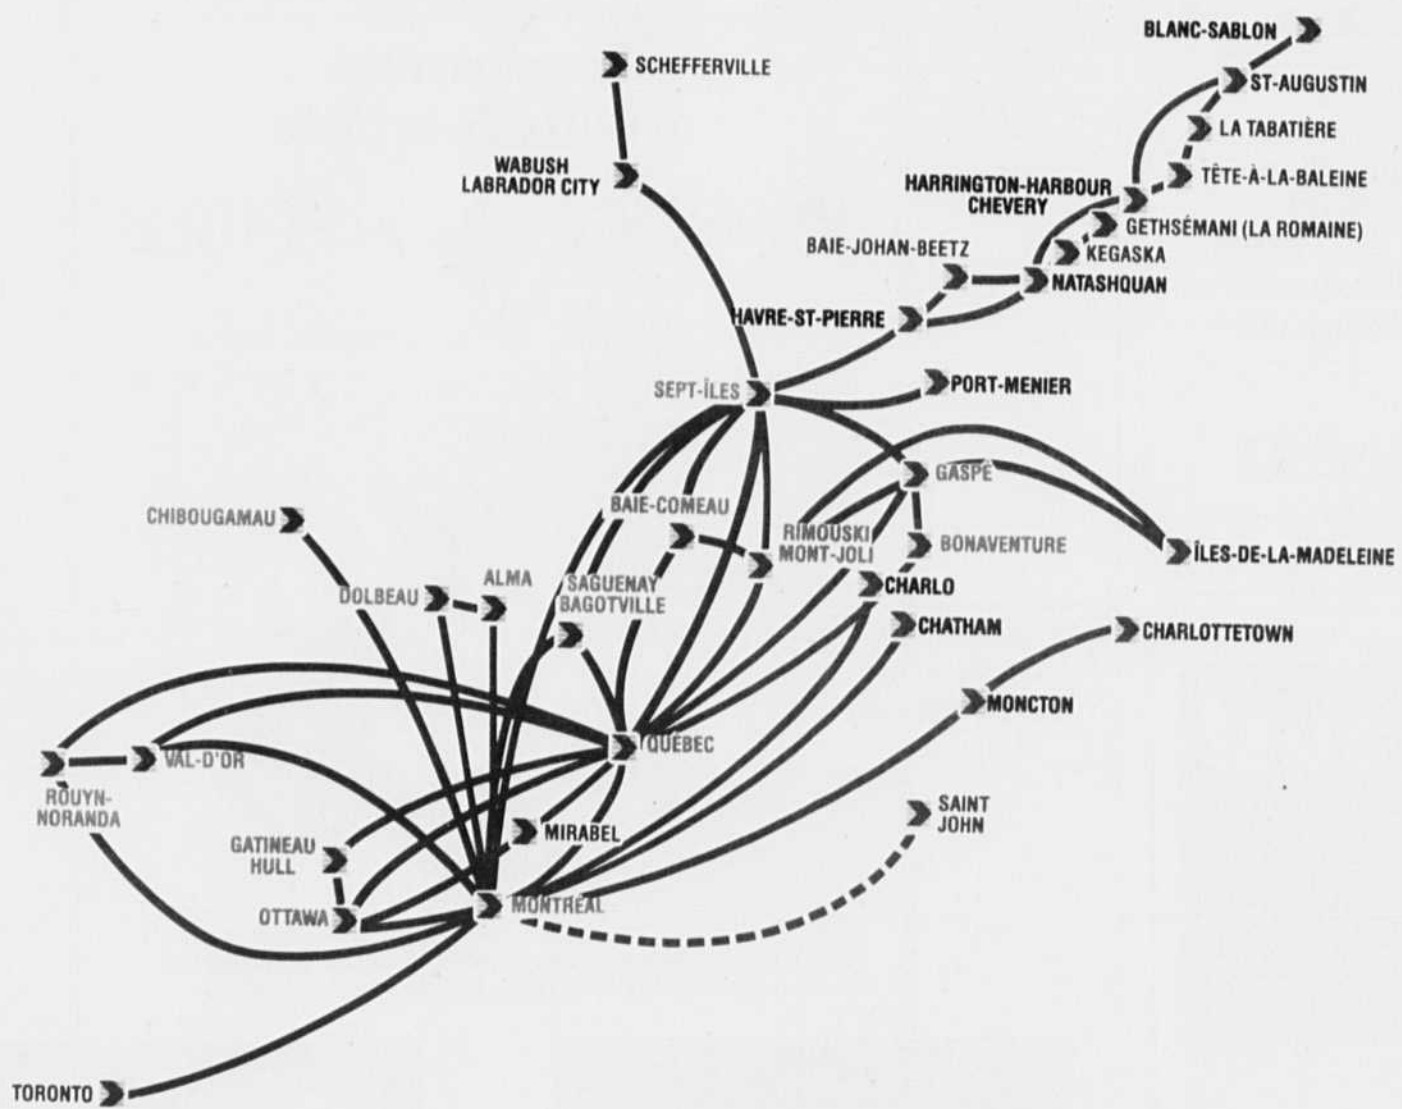 BLANC-SABLON
SCHEFFERVILLE
ST-AUGUSTIN
LA TABATIÈRE
WABUSH
LABRADOR CITY
TÊTE-À-LA-BALEINE
HARRINGTON-HARBOUR
CHEVERY
GETHSÉMANI (LA ROMAINE)
BAIE-JOHAN-BEETZ
KEGASKA
NATASHQUAN
HAVRE-ST-PIERRE
SEPT-ÎLES
PORT-MENIER
GASPÉ
BAIE-COMEAU
CHIBOUGAMAU
RIMOUSKI
MONT-JOLI
BONAVENTURE
ÎLES-DE-LA-MADELEINE
DOLBEAU
ALMA
SAGUENAY
BAGOTVILLE
CHARLO
CHATHAM
CHARLOTTETOWN
MONCTON
QUÉBEC
VAL-D'OR
ROUYN-
NORANDA
SAINT
JOHN
MIRABEL
GATINEAU
HULL
MONTRÉAL
OTTAWA
TORONTO